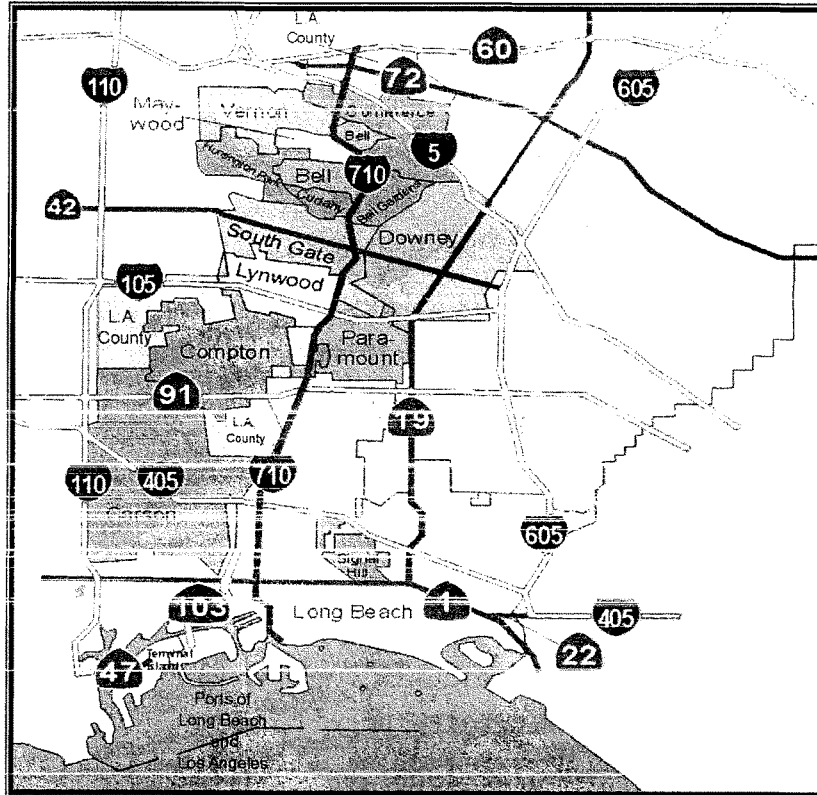 L.A.
County
60
72
110
605
May-
wood
Vernon
Commerce
Bell
5
710
Huntington Park
Bell
Cudahy
Bell Gardens
42
South Gate
Downey
Lynwood
105
L.A.
County
Compton
Para-
mount
91
19
L.A.
County
710
110
405
Carson
605
Signal
Hill
103
Long Beach
1
405
22
Terminal
Island
47
Ports of
Long Beach
and
Los Angeles